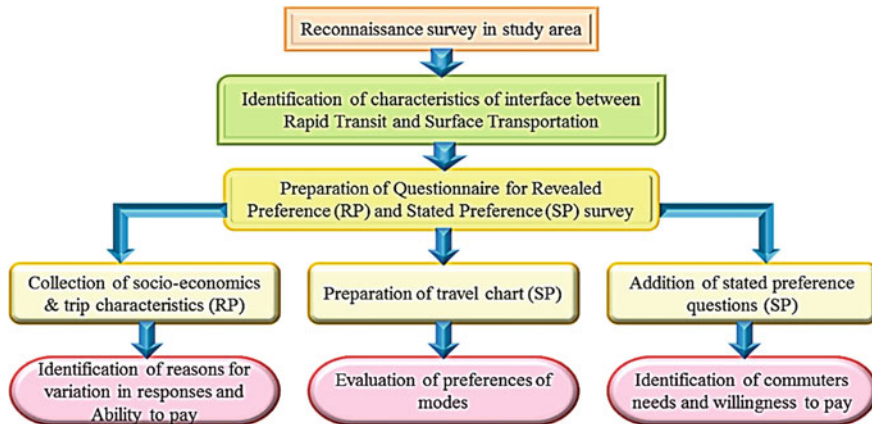 Reconnaissance survey in study area
Identification of characteristics of interface between
Rapid Transit and Surface Transportation
Preparation of Questionnaire for Revealed
Preference (RP) and Stated Preference (SP) survey
Collection of socio-economics
& trip characteristics (RP)
Preparation of travel chart (SP)
Addition of stated preference
questions (SP)
Identification of reasons for
variation in responses and
Ability to pay
Evaluation of preferences of
modes
Identification of commuters
needs and willingness to pay